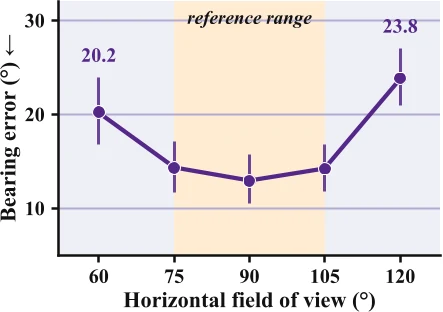 30
reference range
23.8
20.2
20
10
Bearing error (°) ←
60 75 90 105 120
Horizontal field of view (°)